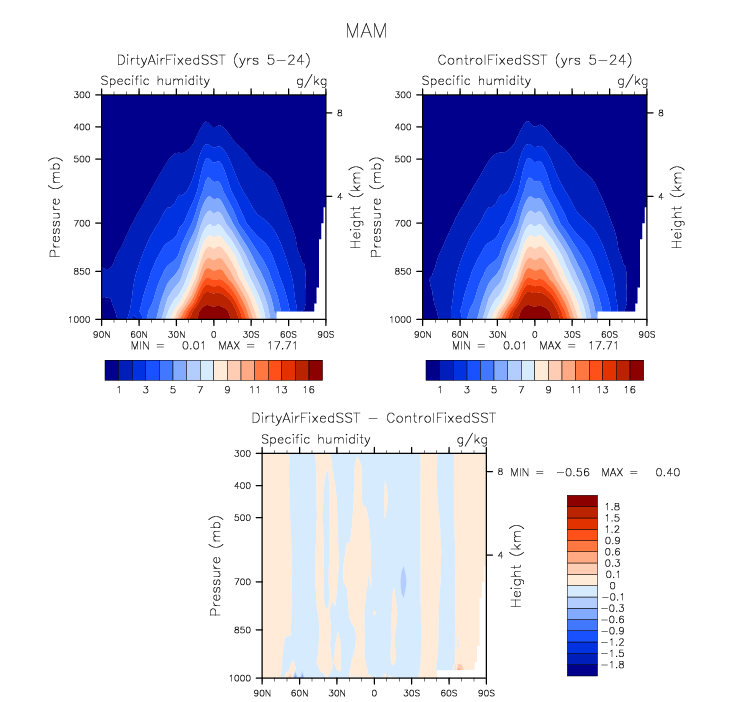 MAM
DirtyAirFixedSST (yrs 5−24)
Specific humidity g/kg
300
400
500
700
850
1000
Pressure (mb)
8
4
Height (km)
90N 60N 30N 0 30S 60S 90S
MIN = 0.01 MAX = 17.71
1 3 5 7 9 11 13 16
ControlFixedSST (yrs 5−24)
Specific humidity g/kg
300
400
500
700
850
1000
Pressure (mb)
8
4
Height (km)
90N 60N 30N 0 30S 60S 90S
MIN = 0.01 MAX = 17.71
1 3 5 7 9 11 13 16
DirtyAirFixedSST − ControlFixedSST
Specific humidity g/kg
300
400
500
700
850
1000
Pressure (mb)
8
4
Height (km)
90N 60N 30N 0 30S 60S 90S
MIN = −0.56 MAX = 0.40
1.8
1.5
1.2
0.9
0.6
0.3
0.1
0
−0.1
−0.3
−0.6
−0.9
−1.2
−1.5
−1.8